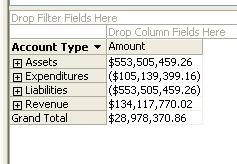 Drop Filter Fields Here
Drop Column Fields Here
Account Type Amount
Assets $553,505,459.26
Expenditures ($105,139,399.16)
Liabilities ($553,505,459.26)
Revenue $134,117,770.02
Grand Total $28,978,370.86